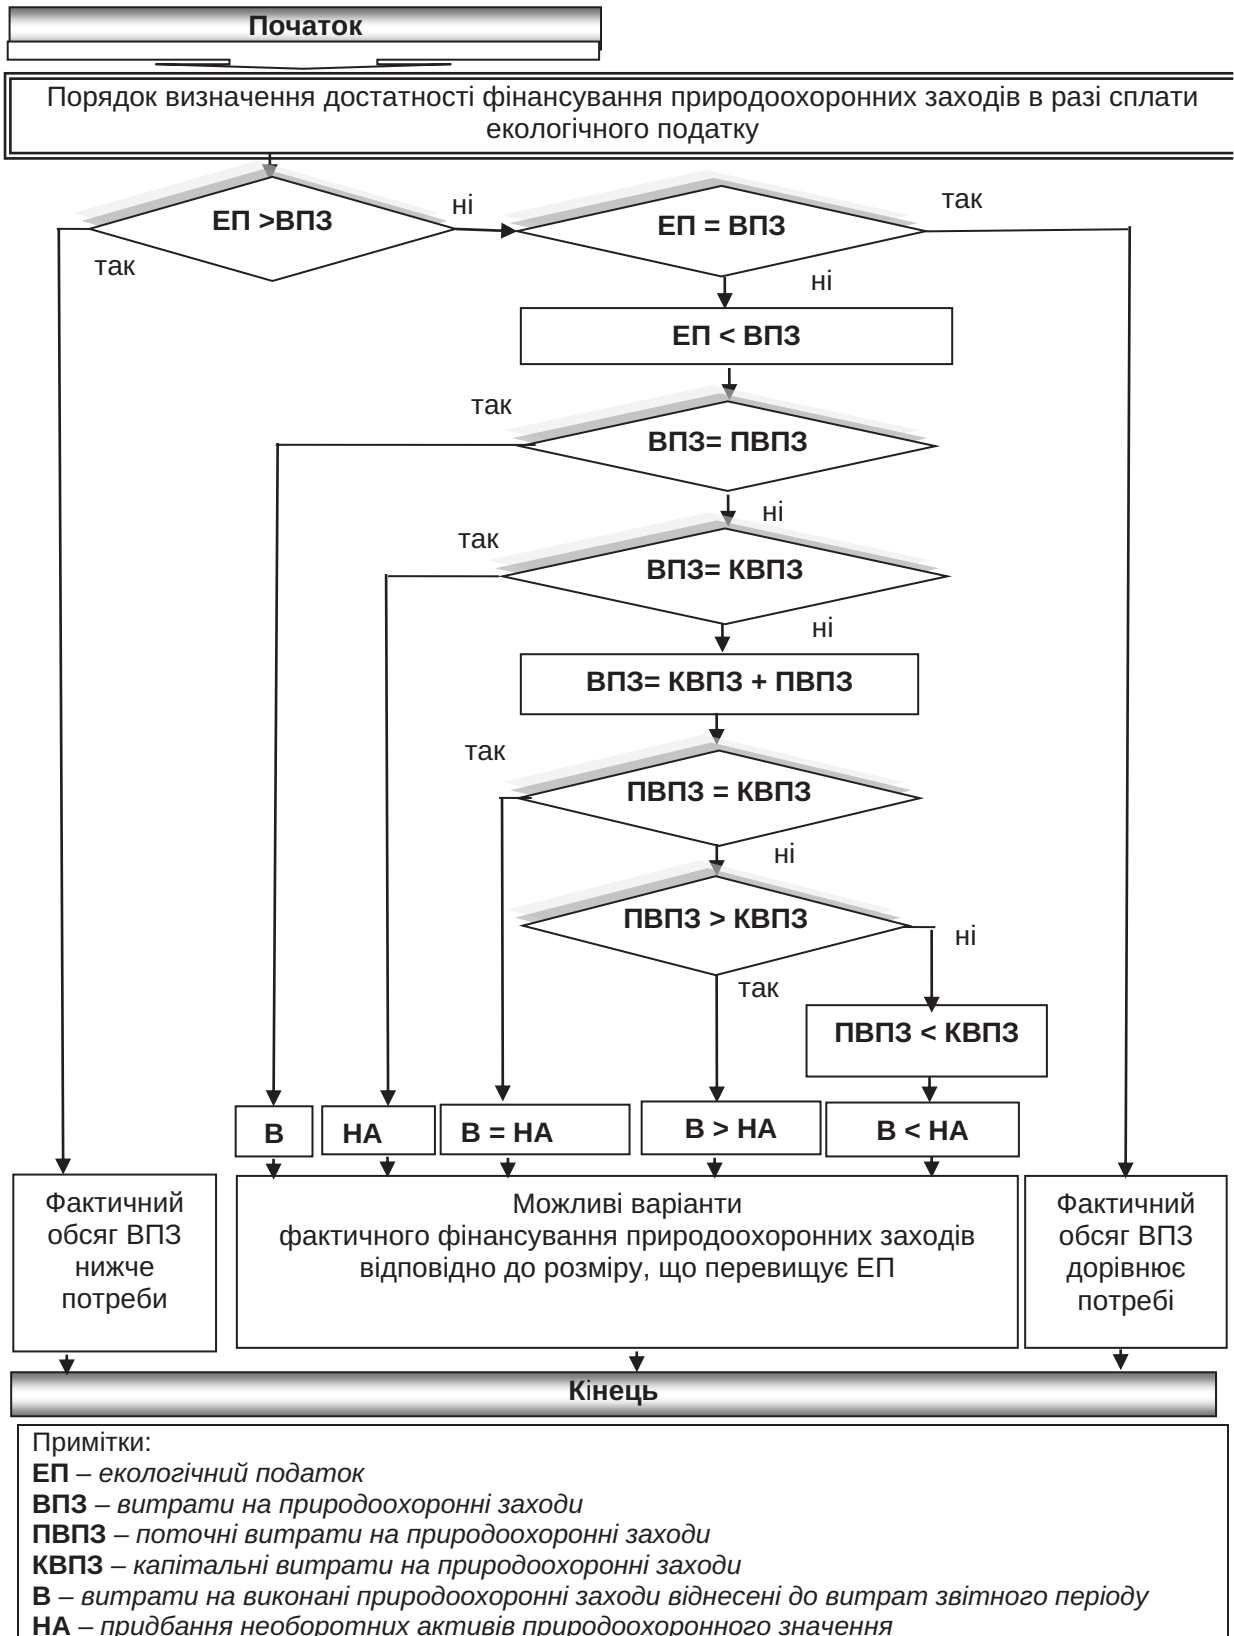 Початок
Порядок визначення достатності фінансування природоохоронних заходів в разі сплати
екологічного податку
ЕП >ВПЗ
ні
ЕП = ВПЗ
так
так
ні
ЕП < ВПЗ
так
ВПЗ= ПВПЗ
ні
так
ВПЗ= КВПЗ
ні
ВПЗ= КВПЗ + ПВПЗ
так
ПВПЗ = КВПЗ
ні
ПВПЗ > КВПЗ
ні
так
ПВПЗ < КВПЗ
В
НА
В = НА
В > НА
В < НА
Фактичний
обсяг ВПЗ
нижче
потреби
Можливі варіанти
фактичного фінансування природоохоронних заходів
відповідно до розміру, що перевищує ЕП
Фактичний
обсяг ВПЗ
дорівнює
потребі
Кінець
Примітки:
ЕП – екологічний податок
ВПЗ – витрати на природоохоронні заходи
ПВПЗ – поточні витрати на природоохоронні заходи
КВПЗ – капітальні витрати на природоохоронні заходи
В – витрати на виконані природоохоронні заходи віднесені до витрат звітного періоду
НА – придбання необоротних активів природоохоронного значення